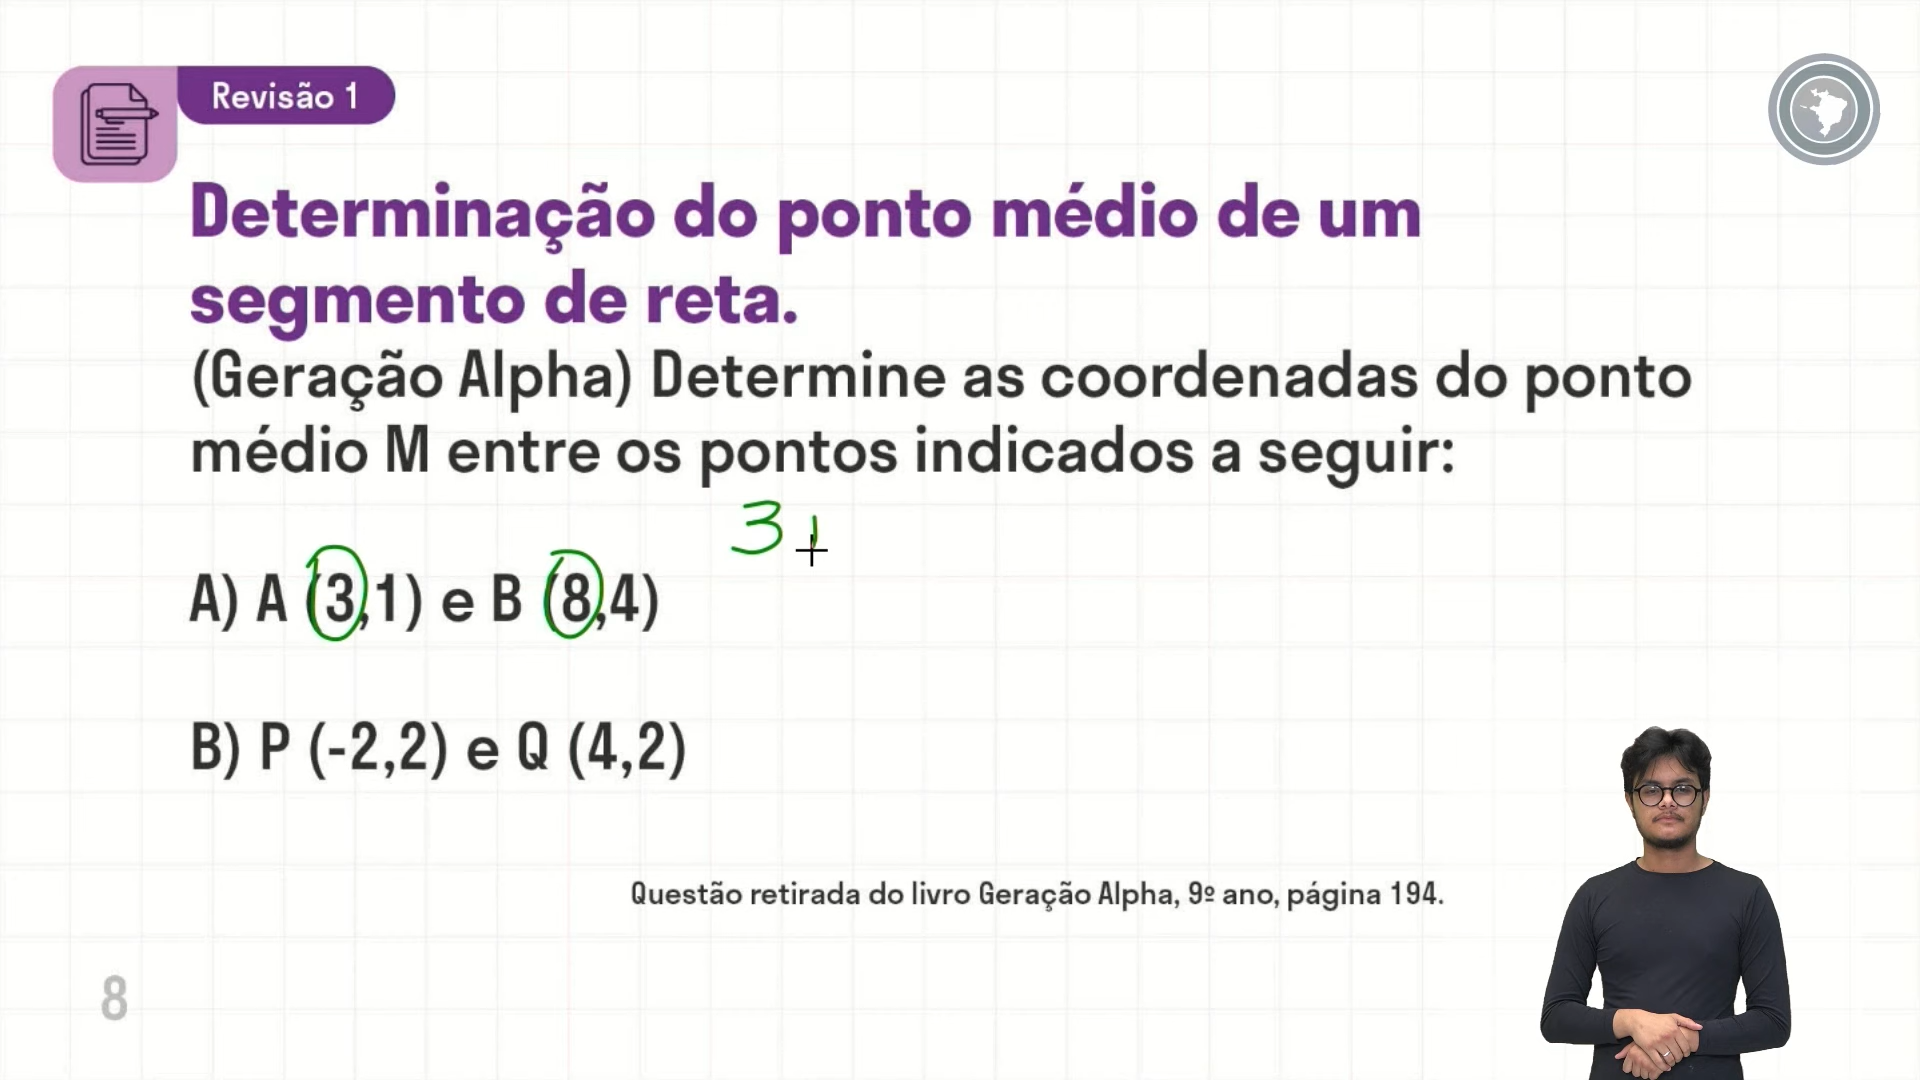 Revisão 1
Determinação do ponto médio de um
segmento de reta.
(Geração Alpha) Determine as coordenadas do ponto
médio M entre os pontos indicados a seguir:
3 +
A) A (3,1) e B (8,4)
B) P (-2,2) e Q (4,2)
Questão retirada do livro Geração Alpha, 9º ano, página 194.
8